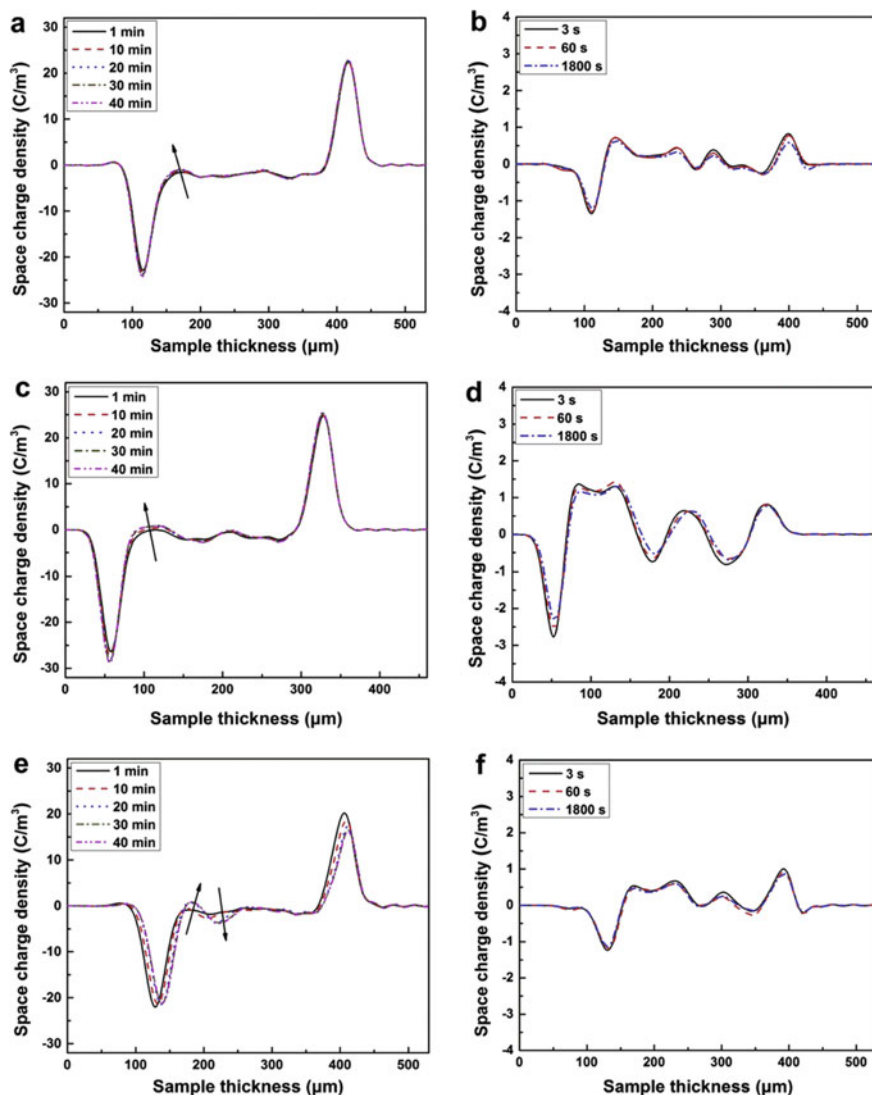 a
1 min
10 min
20 min
30 min
40 min
Space charge density (C/m³)
20
10
0
-10
-20
-30
0 100 200 300 400 500
Sample thickness (μm)
b
3 s
60 s
1800 s
Space charge density (C/m³)
4
3
2
1
0
-1
-2
-3
-4
0 100 200 300 400 500
Sample thickness (μm)
c
1 min
10 min
20 min
30 min
40 min
Space charge density (C/m³)
30
20
10
0
-10
-20
-30
0 100 200 300 400
Sample thickness (μm)
d
3 s
60 s
1800 s
Space charge density (C/m³)
4
3
2
1
0
-1
-2
-3
-4
0 100 200 300 400
Sample thickness (μm)
e
1 min
10 min
20 min
30 min
40 min
Space charge density (C/m³)
30
20
10
0
-10
-20
-30
0 100 200 300 400 500
Sample thickness (μm)
f
3 s
60 s
1800 s
Space charge density (C/m³)
4
3
2
1
0
-1
-2
-3
-4
0 100 200 300 400 500
Sample thickness (μm)